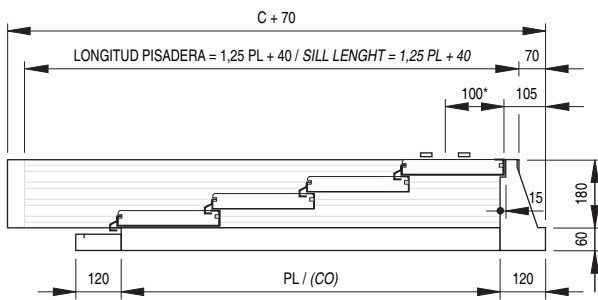 C + 70
LONGITUD PISADERA = 1,25 PL + 40 / SILL LENGHT = 1,25 PL + 40
70
100*
105
15
180
60
120
PL / (CO)
120